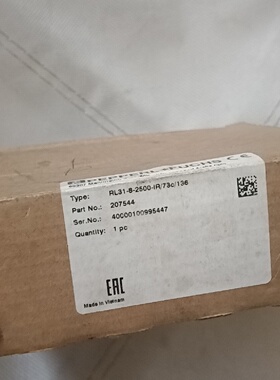 PEPPERL+FUCHS CE
Type: RL31-8-2500-IR/73c/136
Part No.: 207544
Ser.No.: 40000100995447
Quantity: 1 pc
EAC
Made in Vietnam